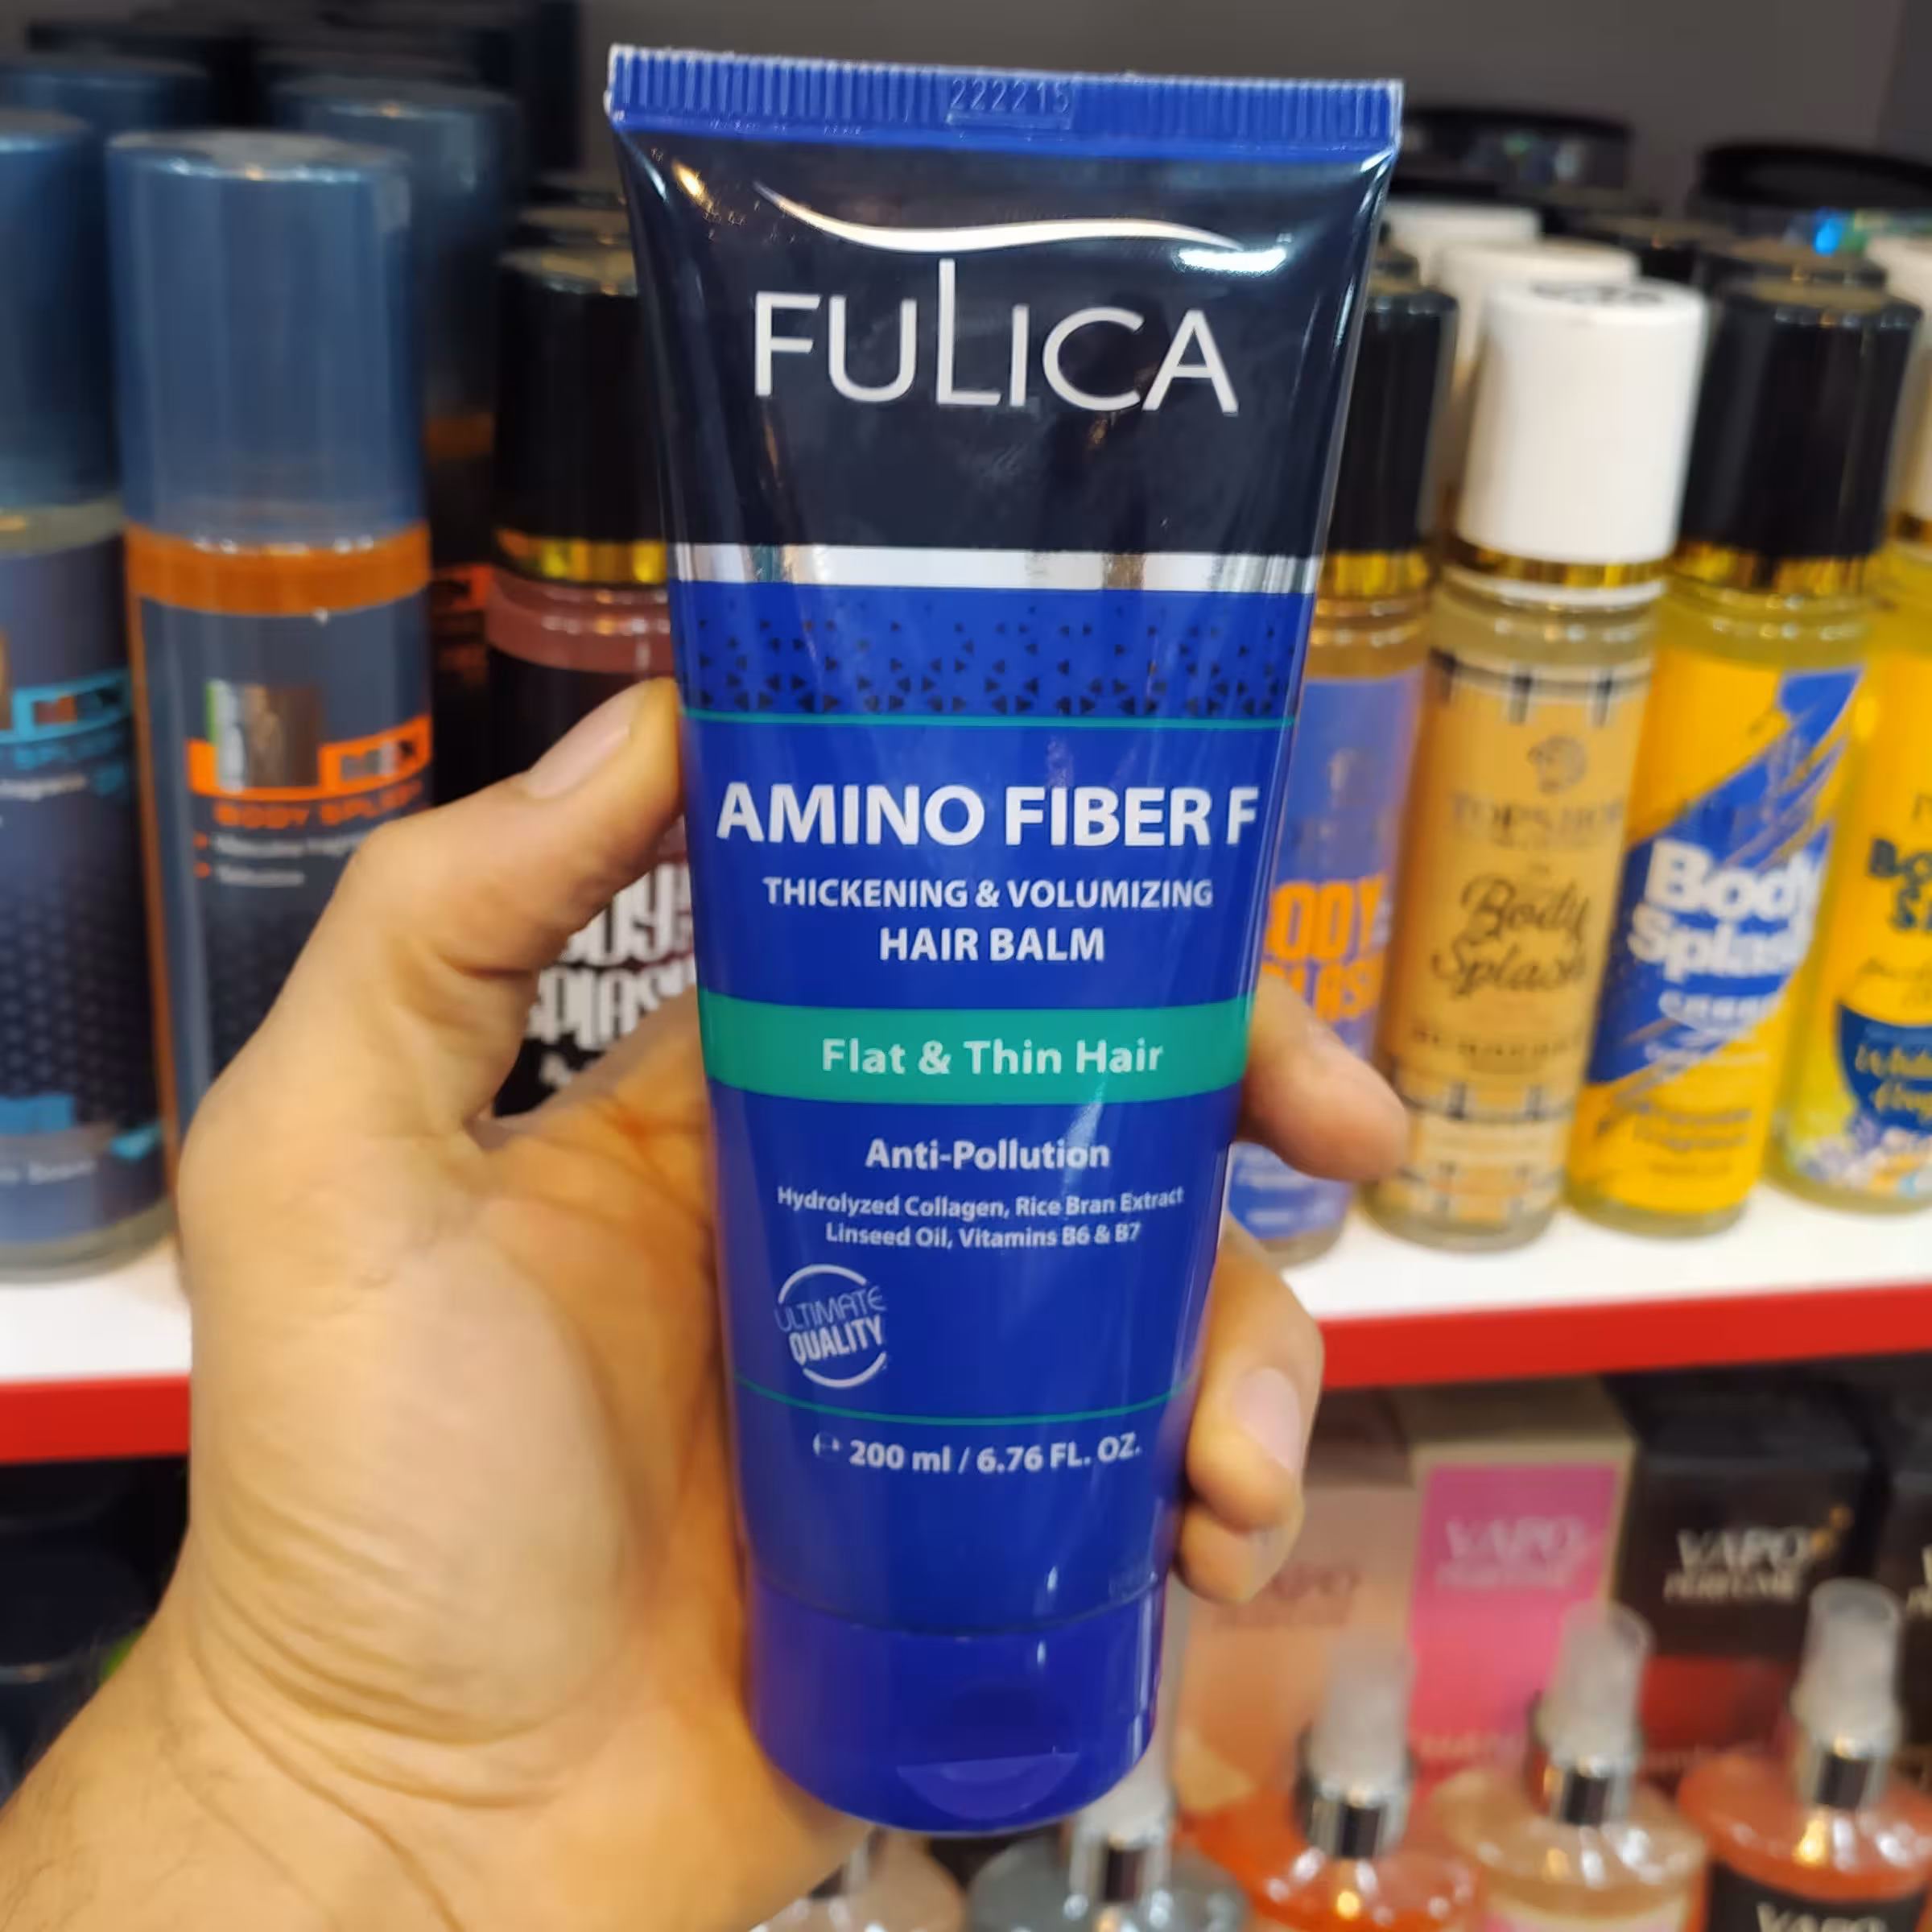 222215
FULICA
AMINO FIBER F
THICKENING & VOLUMIZING
HAIR BALM
Flat & Thin Hair
Anti-Pollution
Hydrolyzed Collagen, Rice Bran Extract
Linseed Oil, Vitamins B6 & B7
ULTIMATE
QUALITY
℮ 200 ml / 6.76 FL. OZ.
MEN
BODY SPLASH
Body
Splash
Body
Splash
VAPO
PERFUME
VAPO
PERFUME